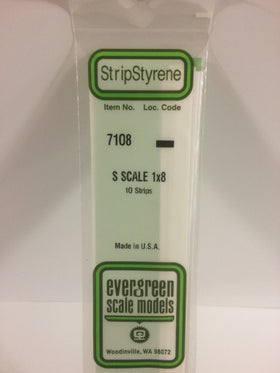 StripStyrene
Item No. Loc. Code
7108
S SCALE 1x8
10 Strips
Made in U.S.A.
evergreen
scale models
Woodinville, WA 98072